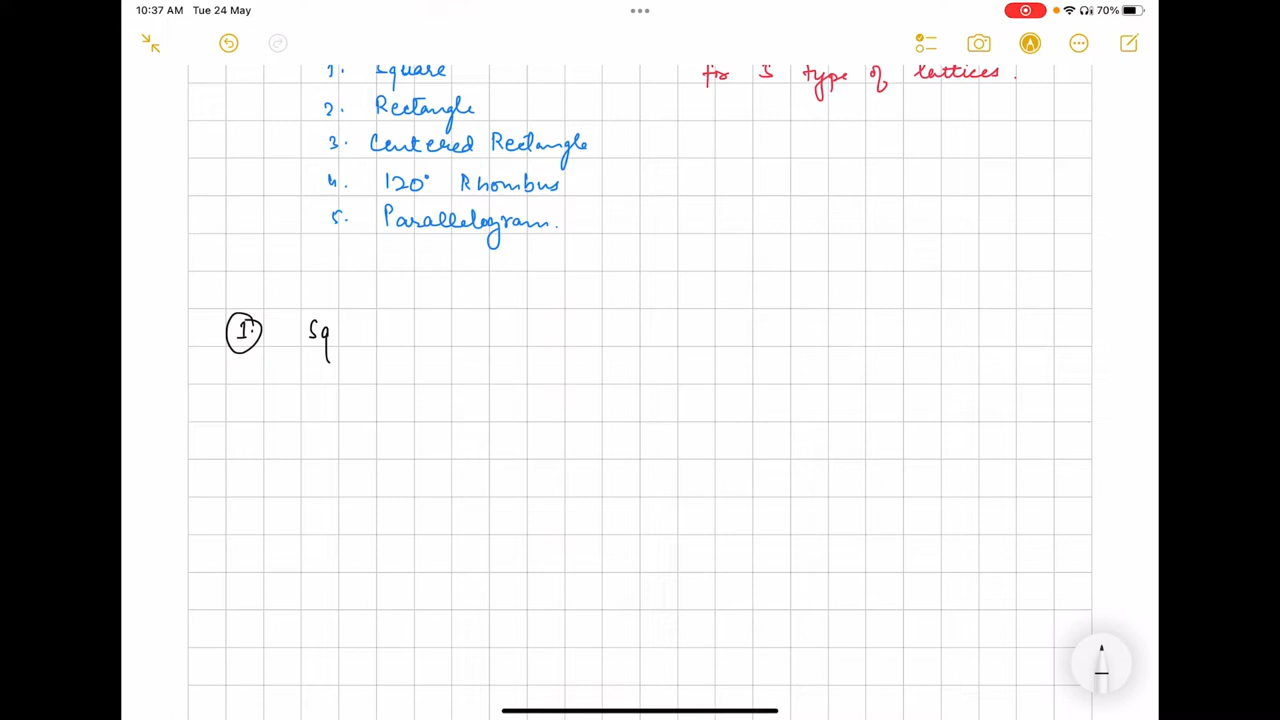 10:37 AM Tue 24 May
70%
1. Square
for 5 type of lattices.
2. Rectangle
3. Centered Rectangle
4. 120° Rhombus
5. Parallelogram.
1. Sq